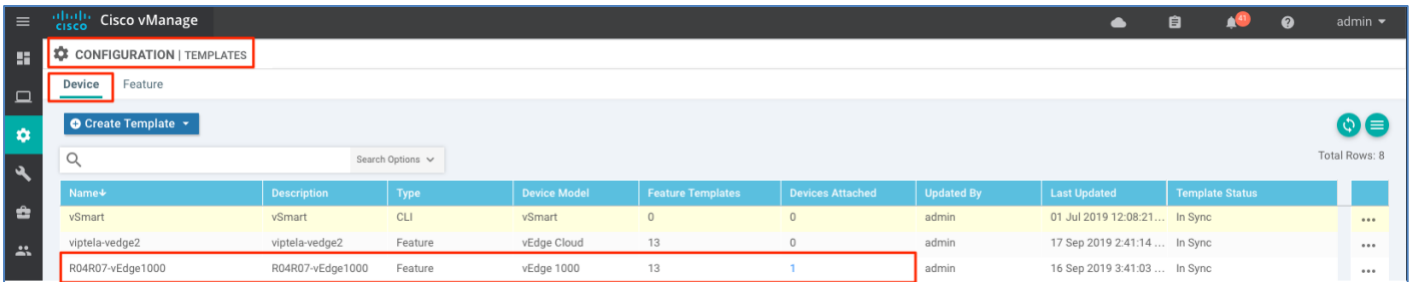 cisco Cisco vManage 41 admin
CONFIGURATION | TEMPLATES
Device Feature
Create Template
Search Options Total Rows: 8
Name Description Type Device Model Feature Templates Devices Attached Updated By Last Updated Template Status
vSmart vSmart CLI vSmart 0 0 admin 01 Jul 2019 12:08:21... In Sync ...
viptela-vedge2 viptela-vedge2 Feature vEdge Cloud 13 0 admin 17 Sep 2019 2:41:14 ... In Sync ...
R04R07-vEdge1000 R04R07-vEdge1000 Feature vEdge 1000 13 1 admin 16 Sep 2019 3:41:03 ... In Sync ...